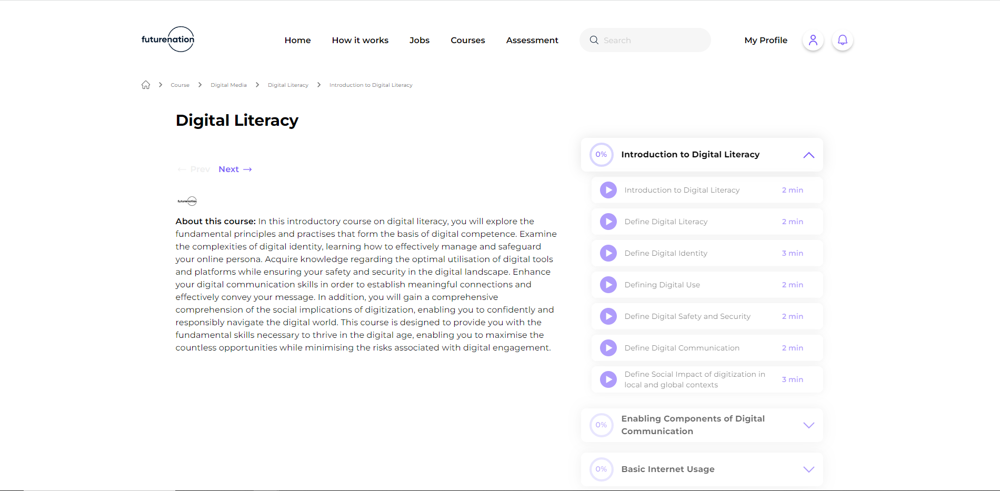 futurenation
Home
How it works
Jobs
Courses
Assessment
Search
My Profile
Course
Digital Media
Digital Literacy
Introduction to Digital Literacy
Digital Literacy
Prev
Next
futurenation
About this course: In this introductory course on digital literacy, you will explore the
fundamental principles and practises that form the basis of digital competence. Examine
the complexities of digital identity, learning how to effectively manage and safeguard
your online persona. Acquire knowledge regarding the optimal utilisation of digital tools
and platforms while ensuring your safety and security in the digital landscape. Enhance
your digital communication skills in order to establish meaningful connections and
effectively convey your message. In addition, you will gain a comprehensive
comprehension of the social implications of digitization, enabling you to confidently and
responsibly navigate the digital world. This course is designed to provide you with the
fundamental skills necessary to thrive in the digital age, enabling you to maximise the
countless opportunities while minimising the risks associated with digital engagement.
0%
Introduction to Digital Literacy
Introduction to Digital Literacy
2 min
Define Digital Literacy
2 min
Define Digital Identity
3 min
Defining Digital Use
2 min
Define Digital Safety and Security
2 min
Define Digital Communication
2 min
Define Social Impact of digitization in
local and global contexts
3 min
0%
Enabling Components of Digital
Communication
0%
Basic Internet Usage